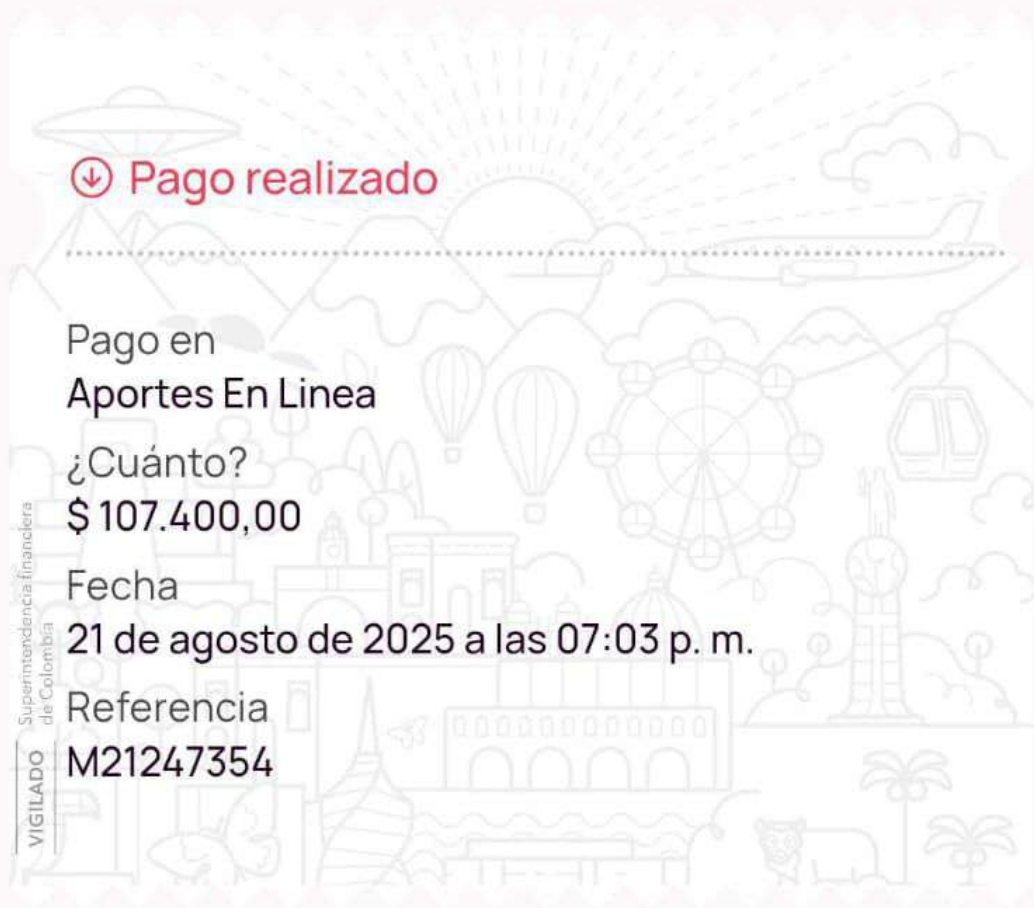 Pago realizado
Pago en
Aportes En Linea
¿Cuánto?
$ 107.400,00
Fecha
21 de agosto de 2025 a las 07:03 p. m.
Referencia
M21247354
VIGILADO
Superintendencia financiera
de Colombia